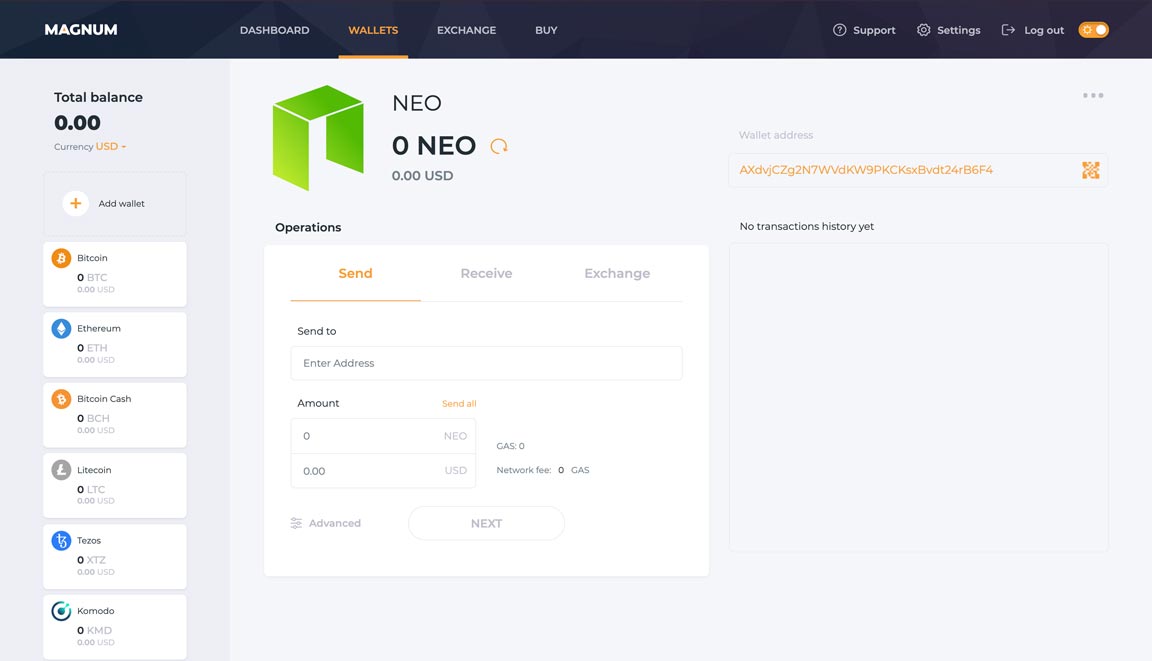 MAGNUM
DASHBOARD
WALLETS
EXCHANGE
BUY
Support
Settings
Log out
Total balance
0.00
Currency USD
Add wallet
Bitcoin
0 BTC
0.00 USD
Ethereum
0 ETH
0.00 USD
Bitcoin Cash
0 BCH
0.00 USD
Litecoin
0 LTC
0.00 USD
Tezos
0 XTZ
0.00 USD
Komodo
0 KMD
0.00 USD
NEO
0 NEO
0.00 USD
Wallet address
AXdvjCZg2N7WVdKW9PKCKsxBvdt24rB6F4
Operations
Send
Receive
Exchange
Send to
Enter Address
Amount
Send all
0 NEO
0.00 USD
GAS: 0
Network fee: 0 GAS
Advanced
NEXT
No transactions history yet